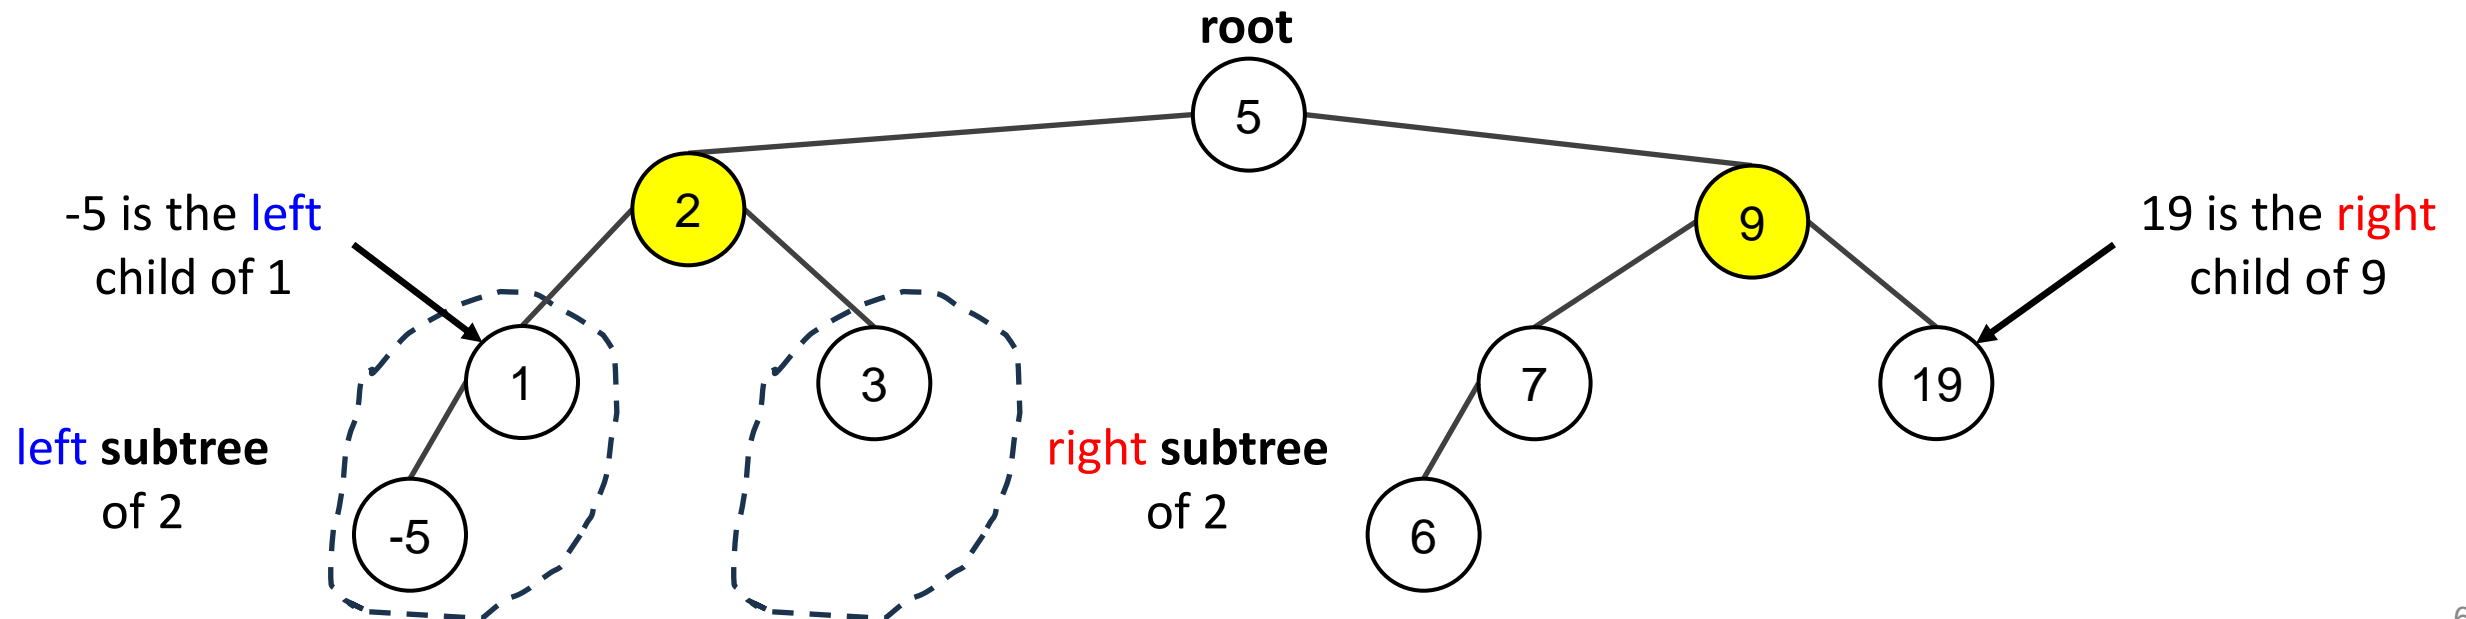 root
5
2
9
-5 is the left
child of 1
19 is the right
child of 9
1
3
7
19
left subtree
of 2
right subtree
of 2
-5
6
6